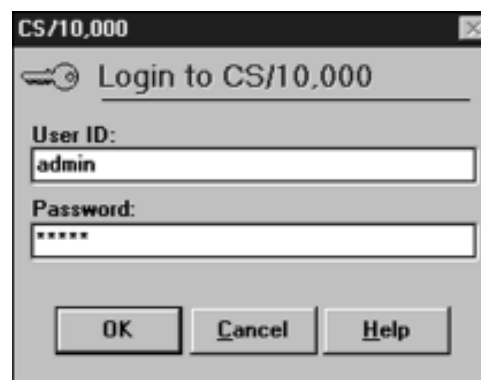 CS/10,000
Login to CS/10,000
User ID:
admin
Password:
*****
OK Cancel Help